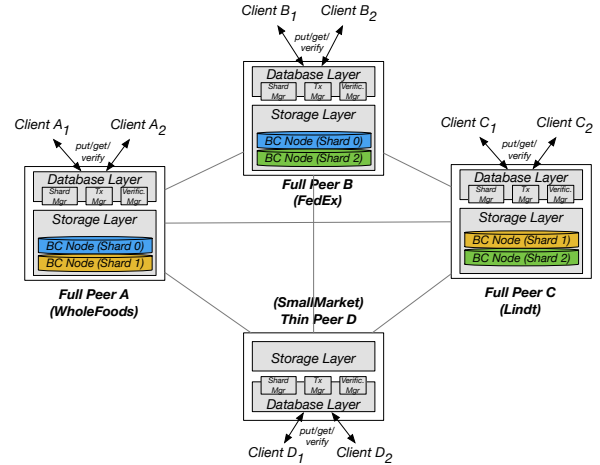 Client B1
Client B2
put/get/
verify
Database Layer
Shard
Mgr
Tx
Mgr
Verific.
Mgr
Storage Layer
BC Node (Shard 0)
BC Node (Shard 2)
Full Peer B
(FedEx)
Client A1
Client A2
put/get/
verify
Database Layer
Shard
Mgr
Tx
Mgr
Verific.
Mgr
Storage Layer
BC Node (Shard 0)
BC Node (Shard 1)
Full Peer A
(WholeFoods)
Client C1
Client C2
put/get/
verify
Database Layer
Shard
Mgr
Tx
Mgr
Verific.
Mgr
Storage Layer
BC Node (Shard 1)
BC Node (Shard 2)
Full Peer C
(Lindt)
(SmallMarket)
Thin Peer D
Storage Layer
Shard
Mgr
Tx
Mgr
Verific.
Mgr
Database Layer
put/get/
verify
Client D1
Client D2